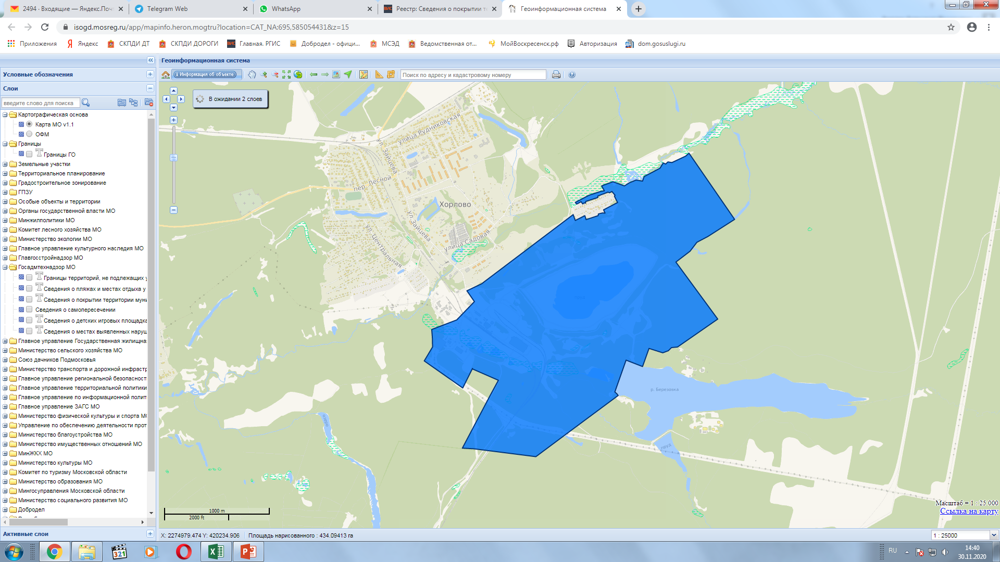 2494 · Входящие — Яндекс.Поч
Telegram Web
WhatsApp
Реестр: Сведения о покрытии т
Геоинформационная система
isogd.mosreg.ru/app/mapinfo.heron.mogtru?location=CAT_NA:695,585054431&z=15
Приложения
Яндекс
СКПДИ ДТ
СКПДИ ДОРОГИ
ВИС Главная. РГИС
Добродел - офици...
МСЭД
Ведомственная от...
МойВоскресенск.рф
Авторизация
dom.gosuslugi.ru
Геоинформационная система
Условные обозначения
Слои
введите слово для поиска
Информация об объекте
Поиск по адресу и кадастровому номеру
В ожидании 2 слоев
Картографическая основа
Карта МО v1.1
ОФМ
Границы
Границы ГО
Земельные участки
Территориальное планирование
Градостроительное зонирование
ГПЗУ
Особые объекты и территории
Органы государственной власти МО
Минжилполитики МО
Комитет лесного хозяйства МО
Министерство экологии МО
Главное управление культурного наследия МО
Главгосстройнадзор МО
Госадмтехнадзор МО
Границы территорий, не подлежащих у
Сведения о пляжах и местах отдыха у
Сведения о покрытии территории муни
Сведения о самопересечении
Сведения о детских игровых площадка
Сведения о местах выявленных наруш
Главное управление Государственная жилищна
Министерство сельского хозяйства МО
Союз дачников Подмосковья
Министерство транспорта и дорожной инфрастр
Главное управление региональной безопасност
Главное управление территориальной политики
Главное управление по информационной полит
Главное управление ЗАГС МО
Министерство физической культуры и спорта МО
Управление по обеспечению деятельности прот
Министерство благоустройства МО
Министерство имущественных отношений МО
МинЖКХ МО
Министерство культуры МО
Комитет по туризму Московской области
Министерство образования МО
Мингосуправления Московской области
Министерство социального развития МО
Добродел
Активные слои
улица Рудниковская
ул. Зайцева
пер. Лесной
Хорлово
ул. Зайцева
улица Садовая
ул. Центральная
р. Березовка
пруд
озеро
1000 m
2000 ft
Масштаб = 1 : 25 000
Ссылка на карту
X: 2274979.474 Y: 420234.906
Площадь нарисованного : 434.09413 га
1 : 25000
321
RU
14:40
30.11.2020